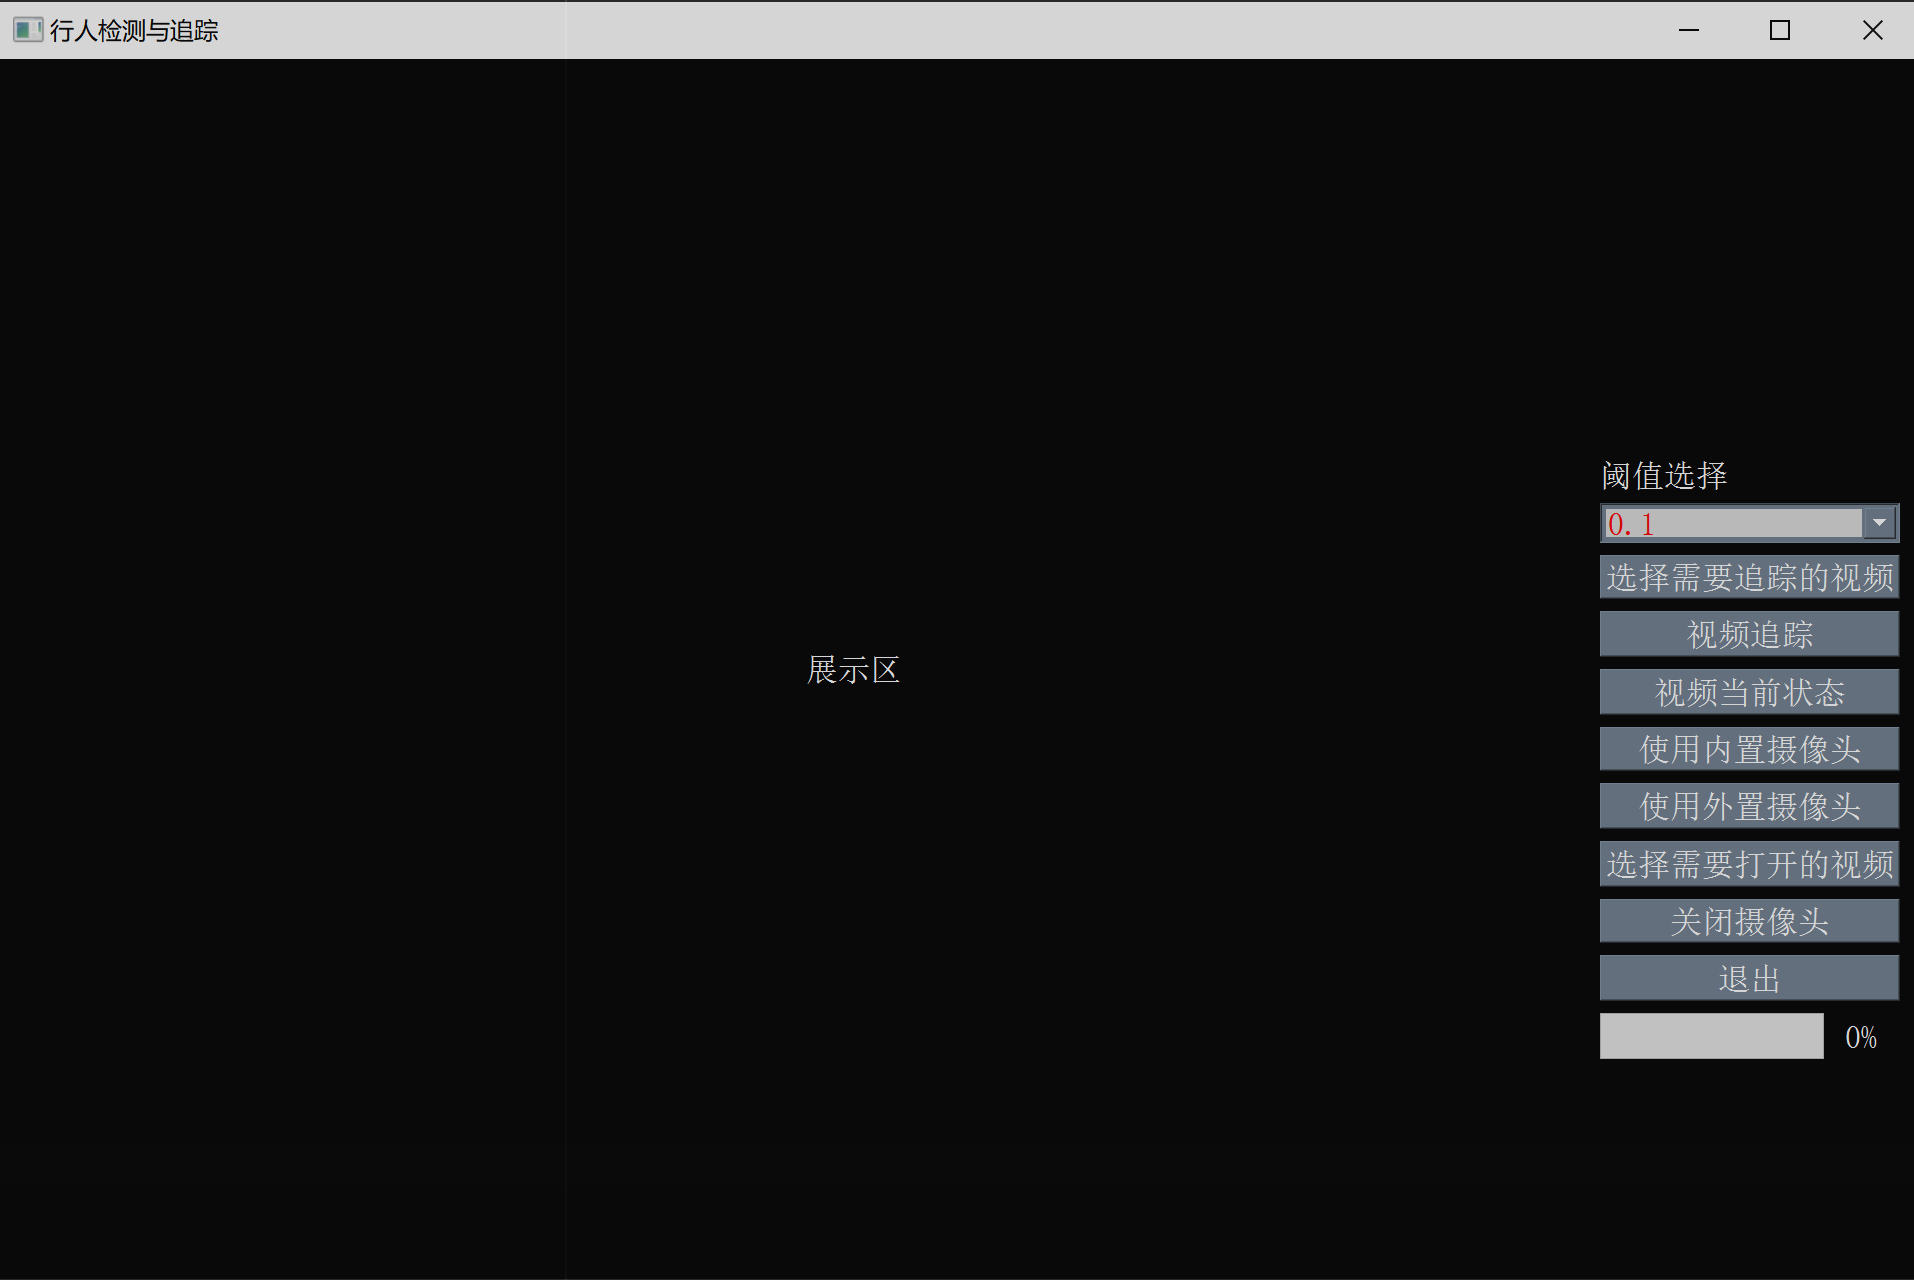 行人检测与追踪
阈值选择
0.1
选择需要追踪的视频
视频追踪
展示区
视频当前状态
使用内置摄像头
使用外置摄像头
选择需要打开的视频
关闭摄像头
退出
0%